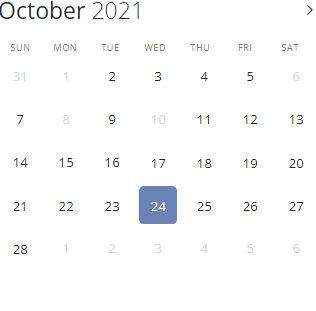 October 2021
SUN MON TUE WED THU FRI SAT
31 1 2 3 4 5 6
7 8 9 10 11 12 13
14 15 16 17 18 19 20
21 22 23 24 25 26 27
28 1 2 3 4 5 6